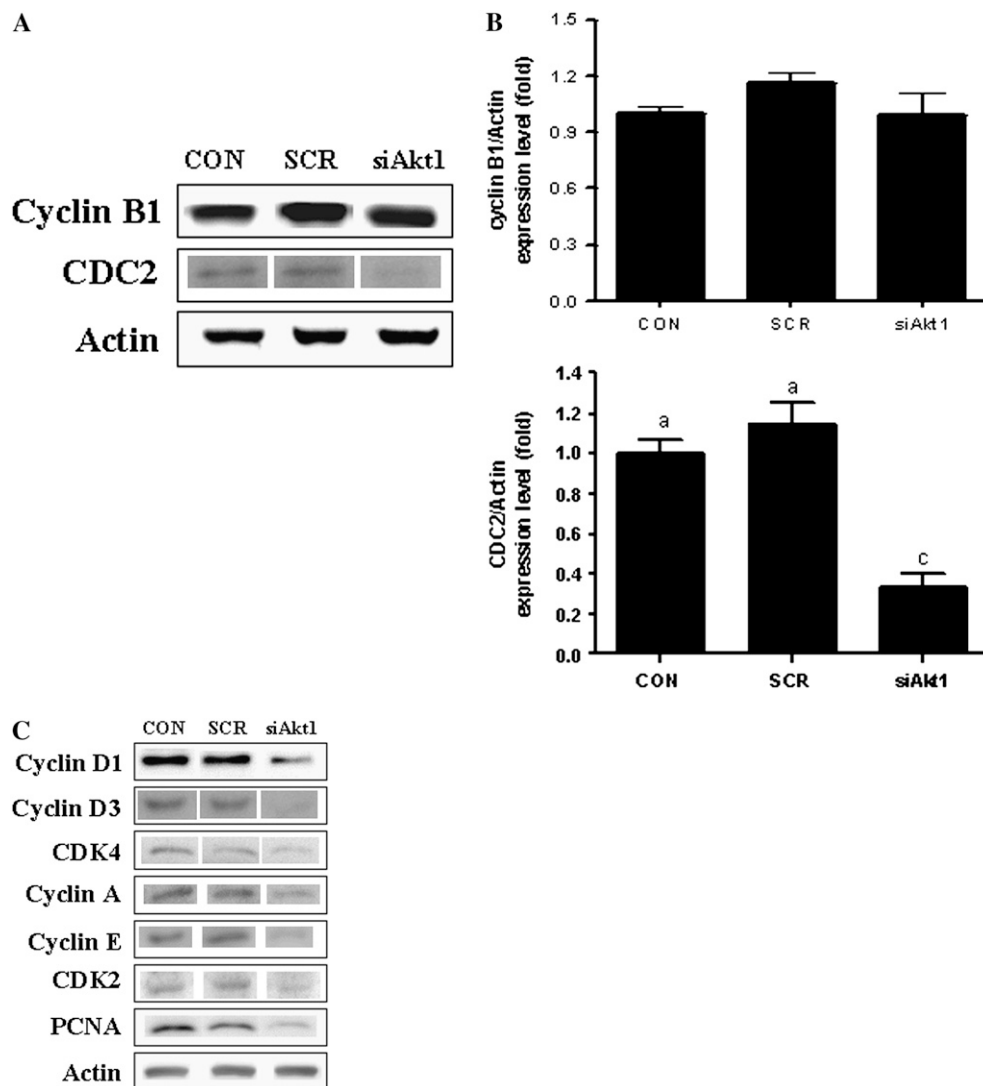 A
CON SCR siAkt1
Cyclin B1
CDC2
Actin
B
cyclin B1/Actin
expression level (fold)
1.5
1.2
0.9
0.6
0.3
0.0
CON SCR siAkt1
CDC2/Actin
expression level (fold)
1.4
1.2
1.0
0.8
0.6
0.4
0.2
0.0
a
a
c
CON SCR siAkt1
C
CON SCR siAkt1
Cyclin D1
Cyclin D3
CDK4
Cyclin A
Cyclin E
CDK2
PCNA
Actin